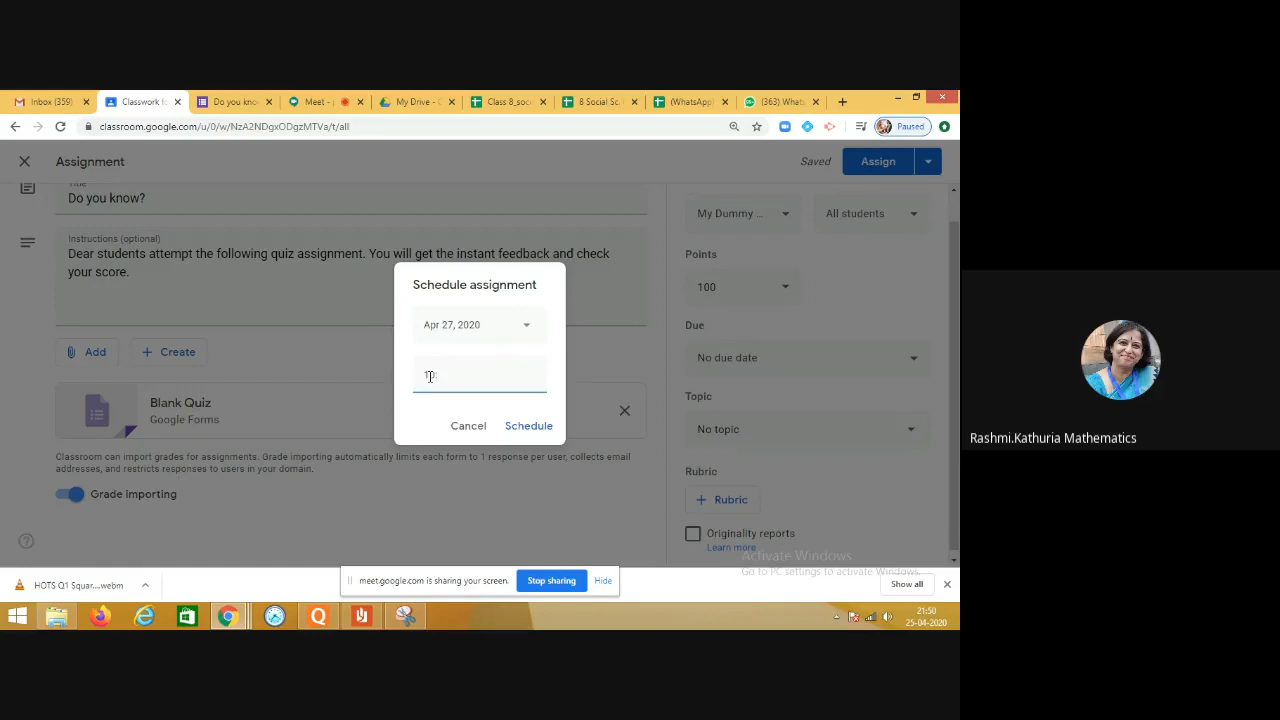 Inbox (359)
Classwork fo
Do you kno
Meet -
My Drive -
Class 8_soci
8 Social Sc.
(WhatsApp
(363) Whats
classroom.google.com/u/0/w/NzA2NDgxODgzMTVa/t/all
Paused
Assignment
Saved
Assign
Title
Do you know?
My Dummy ...
All students
Instructions (optional)
Dear students attempt the following quiz assignment. You will get the instant feedback and check
your score.
Points
100
Schedule assignment
Apr 27, 2020
10:
Cancel
Schedule
Due
No due date
Add
Create
Topic
No topic
Blank Quiz
Google Forms
Classroom can import grades for assignments. Grade importing automatically limits each form to 1 response per user, collects email
addresses, and restricts responses to users in your domain.
Grade importing
Rubric
Rubric
Originality reports
Learn more
Activate Windows
Go to PC settings to activate Windows.
HOTS Q1 Squar....webm
meet.google.com is sharing your screen.
Stop sharing
Hide
Show all
21:50
25-04-2020
Rashmi.Kathuria Mathematics